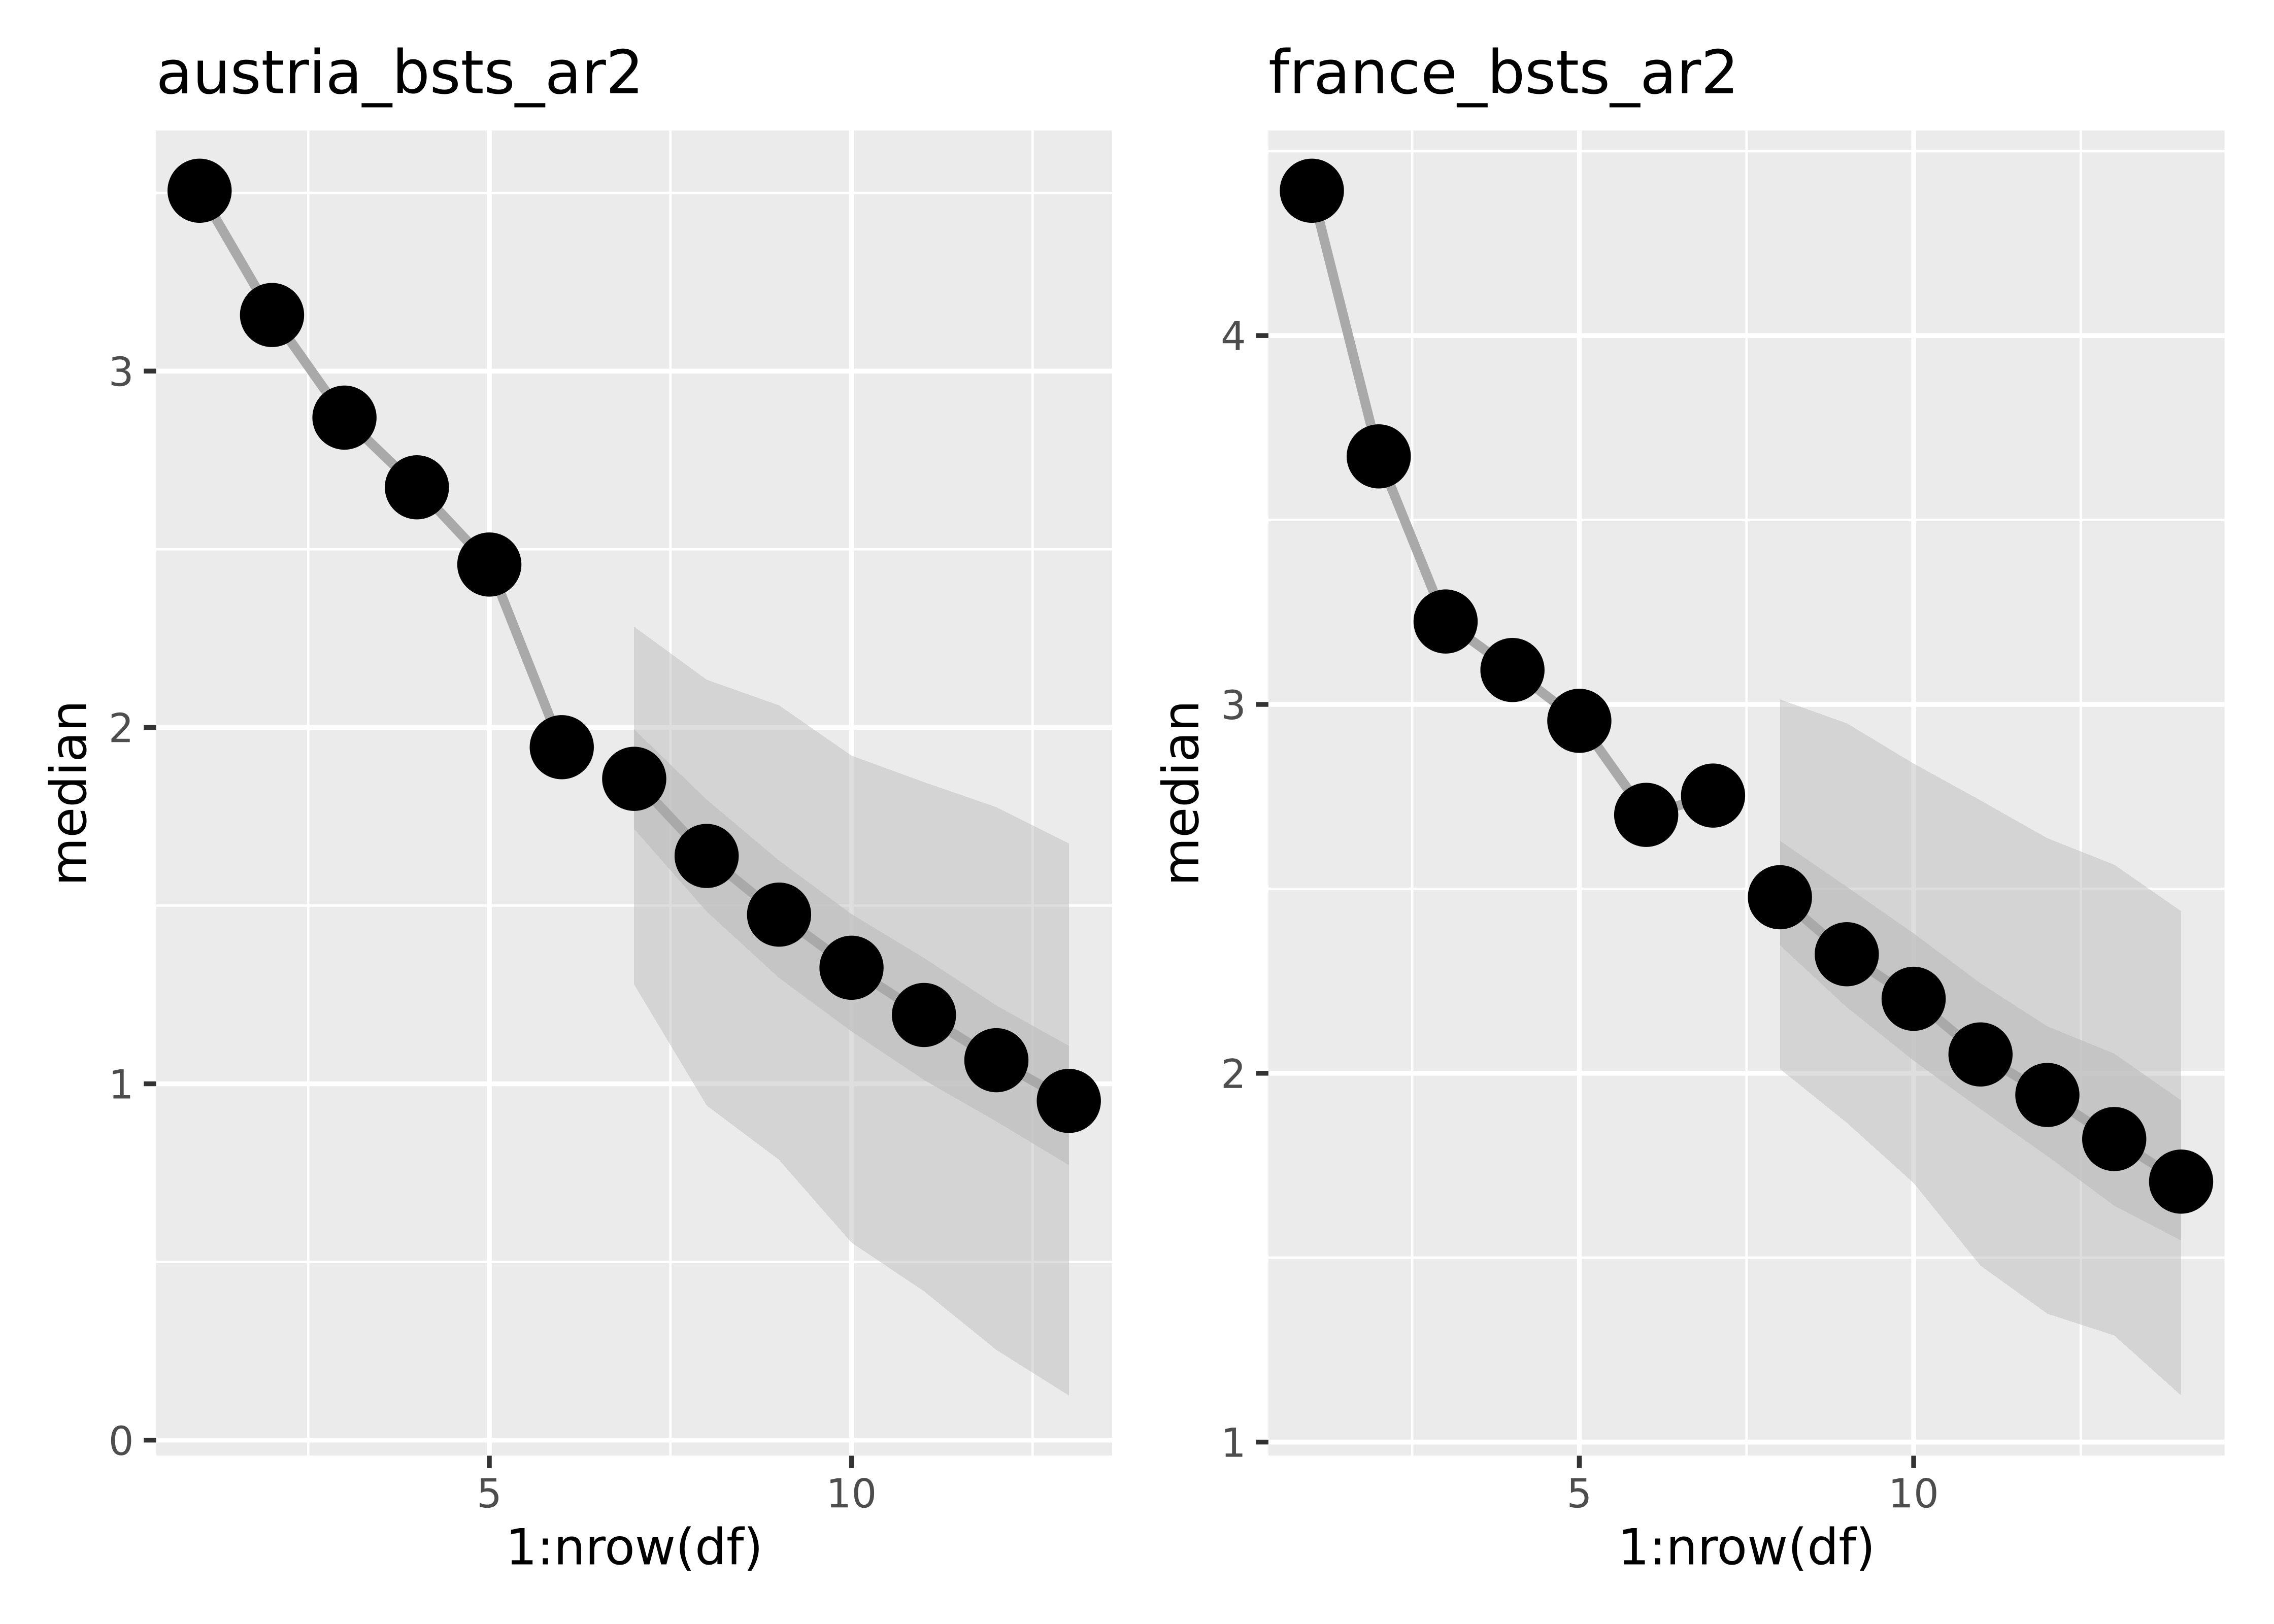 austria_bsts_ar2
median
3
2
1
0
5 10
1:nrow(df)
france_bsts_ar2
median
4
3
2
1
5 10
1:nrow(df)